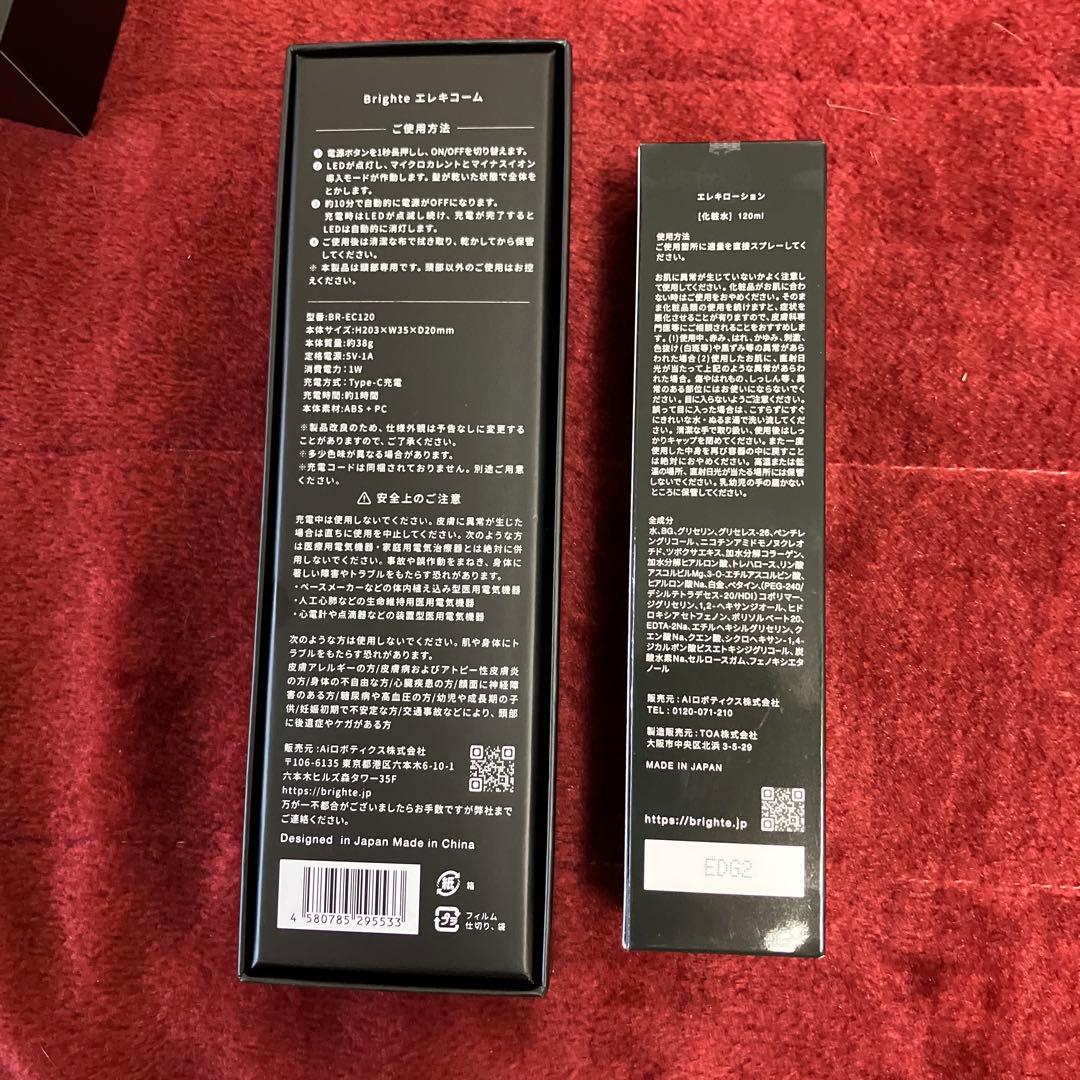 Brighte エレキコーム
ご使用方法
❶ 電源ボタンを1秒長押しし、ON/OFFを切り替えます。
❷ LEDが点灯し、マイクロカレントとマイナスイオン
導入モードが作動します。髪が乾いた状態で全体を
とかします。
❸ 約10分で自動的に電源がOFFになります。
充電時はLEDが点滅し続け、充電が完了すると
LEDは自動的に消灯します。
❹ ご使用後は清潔な布で拭き取り、乾かしてから保管
してください。
※ 本製品は頭部専用です。頭部以外のご使用はお控
えください。
型番:BR-EC120
本体サイズ:H203×W35×D20mm
本体質量:約38g
定格電源:5V⎓1A
消費電力:1W
充電方式:Type-C充電
充電時間:約1時間
本体素材:ABS + PC
※製品改良のため、仕様外観は予告なしに変更する
ことがありますので、ご了承ください。
※多少色味が異なる場合があります。
※充電コードは同梱されておりません。別途ご用意
ください。
⚠ 安全上のご注意
充電中は使用しないでください。皮膚に異常が生じた
場合は直ちに使用を中止してください。次のような方
は医療用電気機器・家庭用電気治療器とは絶対に併
用しないでください。事故や誤作動をまねき、身体に
著しい障害やトラブルをもたらす恐れがあります。
・ペースメーカーなどの体内植え込み型医用電気機器
・人工心肺などの生命維持用医用電気機器
・心電計や点滴器などの装置型医用電気機器
次のような方は使用しないでください。肌や身体にト
ラブルをもたらす恐れがあります。
皮膚アレルギーの方/皮膚病およびアトピー性皮膚炎
の方/身体の不自由な方/心臓疾患の方/顔面に神経障
害のある方/糖尿病や高血圧の方/幼児や成長期の子
供/妊娠初期で不安定な方/交通事故などにより、頭部
に後遺症やケガがある方
販売元:Aiロボティクス株式会社
〒106-6135 東京都港区六本木6-10-1
六本木ヒルズ森タワー35F
https://brighte.jp
万が一不都合がございましたらお手数ですが弊社まで
ご連絡ください。
Designed in Japan Made in China
4 580785 295533
紙 箱
プラ フィルム
仕切り、袋
エレキローション
[化粧水] 120ml
使用方法
ご使用箇所に適量を直接スプレーしてく
ださい。
お肌に異常が生じていないかよく注意し
て使用してください。化粧品がお肌に合わ
ない時はご使用をおやめください。そのま
ま化粧品類の使用を続けますと、症状を
悪化させることが有りますので、皮膚科専
門医等にご相談されることをおすすめしま
す。(1)使用中、赤み、はれ、かゆみ、刺激、
色抜け(白斑等)や黒ずみ等の異常があら
われた場合(2)使用したお肌に、直射日
光が当たって上記のような異常があらわ
れた場合。傷やはれもの、しっしん等、異
常のある部位にはお使いにならないでく
ださい。目に入らないようご注意ください。
誤って目に入った場合は、こすらずにすぐ
にきれいな水・ぬるま湯で洗い流してくだ
さい。清潔な手で取り扱い、使用後はしっ
かりキャップを閉めてください。また一度
使用した中身を再び容器の中に戻すこと
は絶対におやめください。高温または低
温の場所、直射日光が当たる場所には保管
しないでください。乳幼児の手の届かない
ところに保管してください。
全成分
水、BG、グリセリン、グリセレス-26、ペンチレ
ングリコール、ニコチンアミドモノヌクレオ
チド、ツボクサエキス、加水分解コラーゲン、
加水分解ヒアルロン酸、トレハロース、リン酸
アスコルビルMg、3-O-エチルアスコルビン酸、
ヒアルロン酸Na、白金、ベタイン、(PEG-240/
デシルテトラデセス-20/HDI)コポリマー、
ジグリセリン、1,2-ヘキサンジオール、ヒド
ロキシアセトフェノン、ポリソルベート20、
EDTA-2Na、エチルヘキシルグリセリン、ク
エン酸Na、クエン酸、シクロヘキサン-1,4-
ジカルボン酸ビスエトキシジグリコール、炭
酸水素Na、セルロースガム、フェノキシエタ
ノール
販売元:AIロボティクス株式会社
TEL:0120-071-210
製造販売元:TOA株式会社
大阪市中央区北浜 3-5-29
MADE IN JAPAN
https://brighte.jp
EDG2